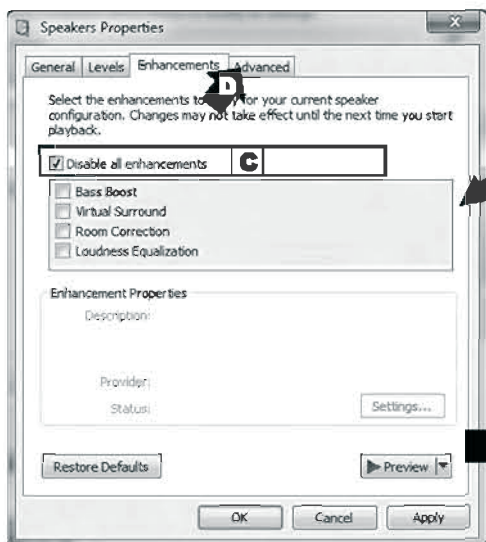 Speakers Properties
General Levels Enhancements Advanced
D
Select the enhancements to for your current speaker
configuration. Changes may not take effect until the next time you start
playback.
Disable all enhancements C
Bass Boost
Virtual Surround
Room Correction
Loudness Equalization
Enhancement Properties
Description:
Provider:
Status:
Settings...
Restore Defaults
Preview
OK Cancel Apply